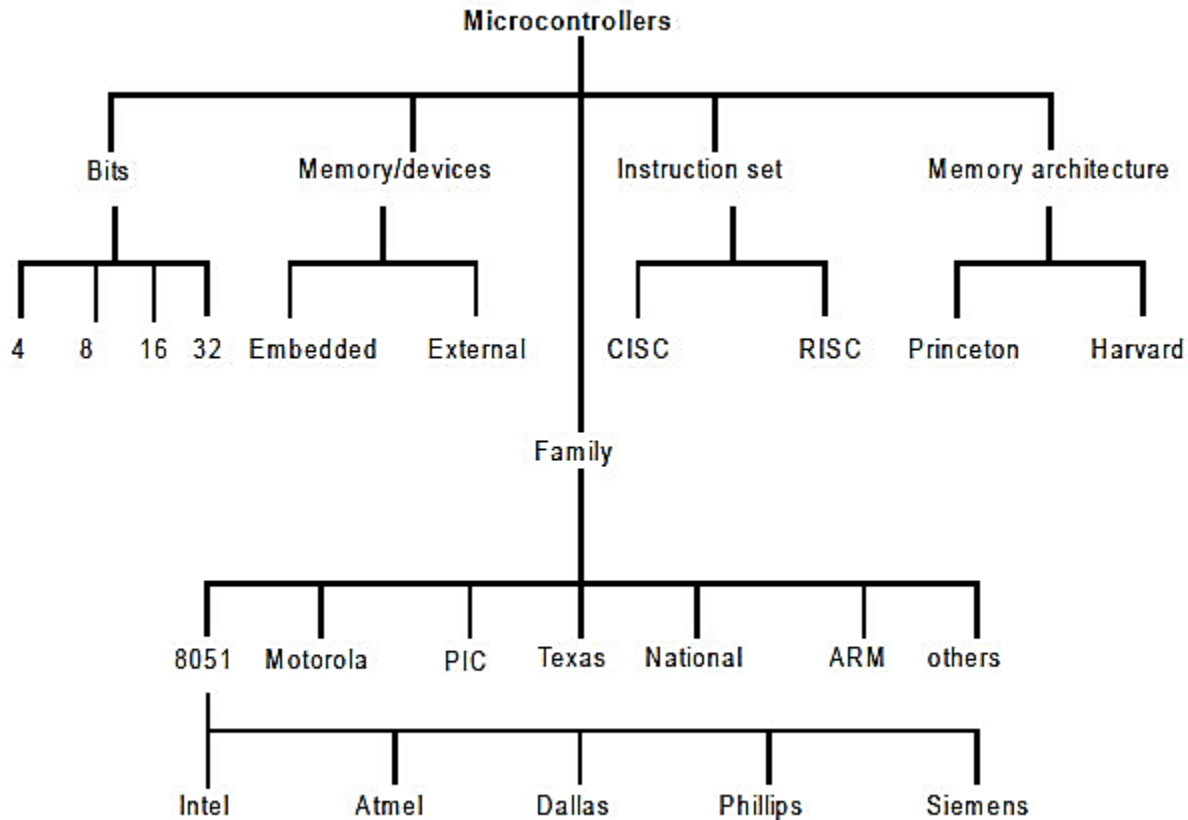 Microcontrollers
Bits Memory/devices Instruction set Memory architecture
4 8 16 32 Embedded External CISC RISC Princeton Harvard
Family
8051 Motorola PIC Texas National ARM others
Intel Atmel Dallas Phillips Siemens